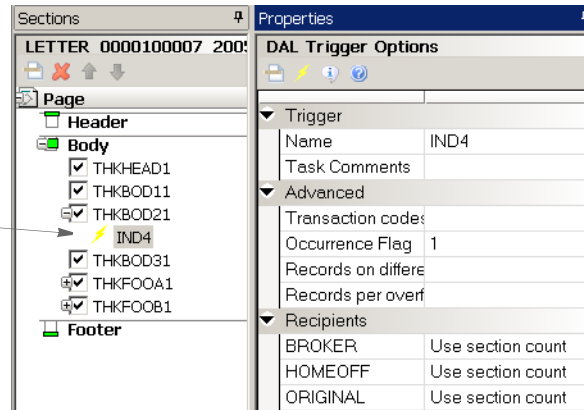 Sections
LETTER 0000100007 200
Page
Header
Body
THKHEAD1
THKBOD11
THKBOD21
IND4
THKBOD31
THKFOOA1
THKFOOB1
Footer
Properties
DAL Trigger Options
Trigger
Name IND4
Task Comments
Advanced
Transaction codes
Occurrence Flag 1
Records on differe
Records per overf
Recipients
BROKER Use section count
HOMEOFF Use section count
ORIGINAL Use section count